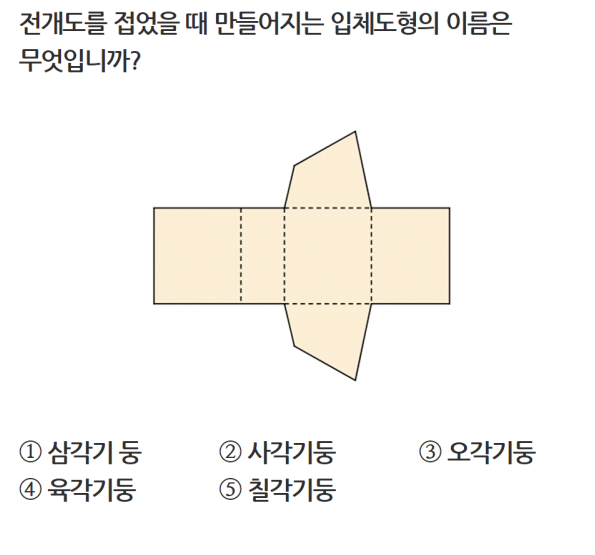 전개도를 접었을 때 만들어지는 입체도형의 이름은
무엇입니까?
① 삼각기 둥 ② 사각기둥 ③ 오각기둥
④ 육각기둥 ⑤ 칠각기둥